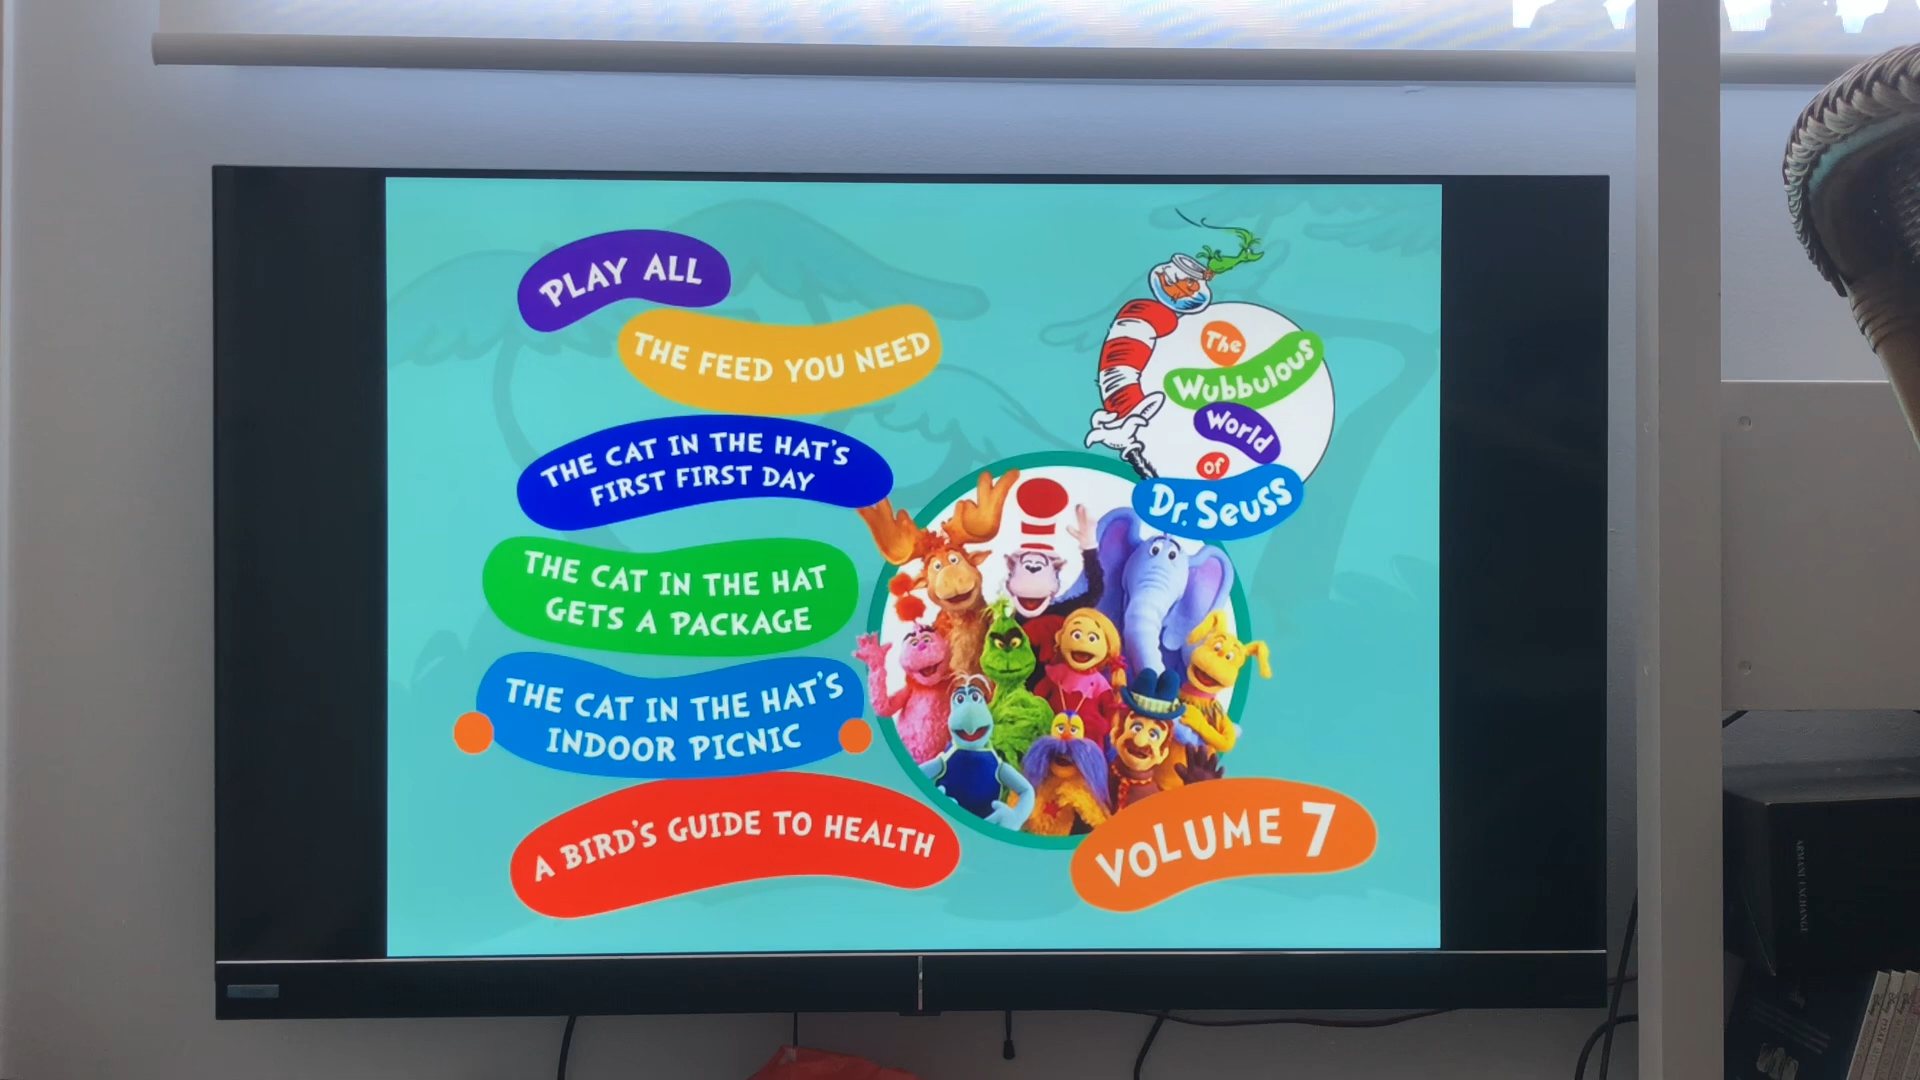 PLAY ALL
THE FEED YOU NEED
THE CAT IN THE HAT'S
FIRST FIRST DAY
THE CAT IN THE HAT
GETS A PACKAGE
THE CAT IN THE HAT'S
INDOOR PICNIC
A BIRD'S GUIDE TO HEALTH
The
Wubbulous
World
of
Dr. Seuss
VOLUME 7
ARMANI EXCHANGE